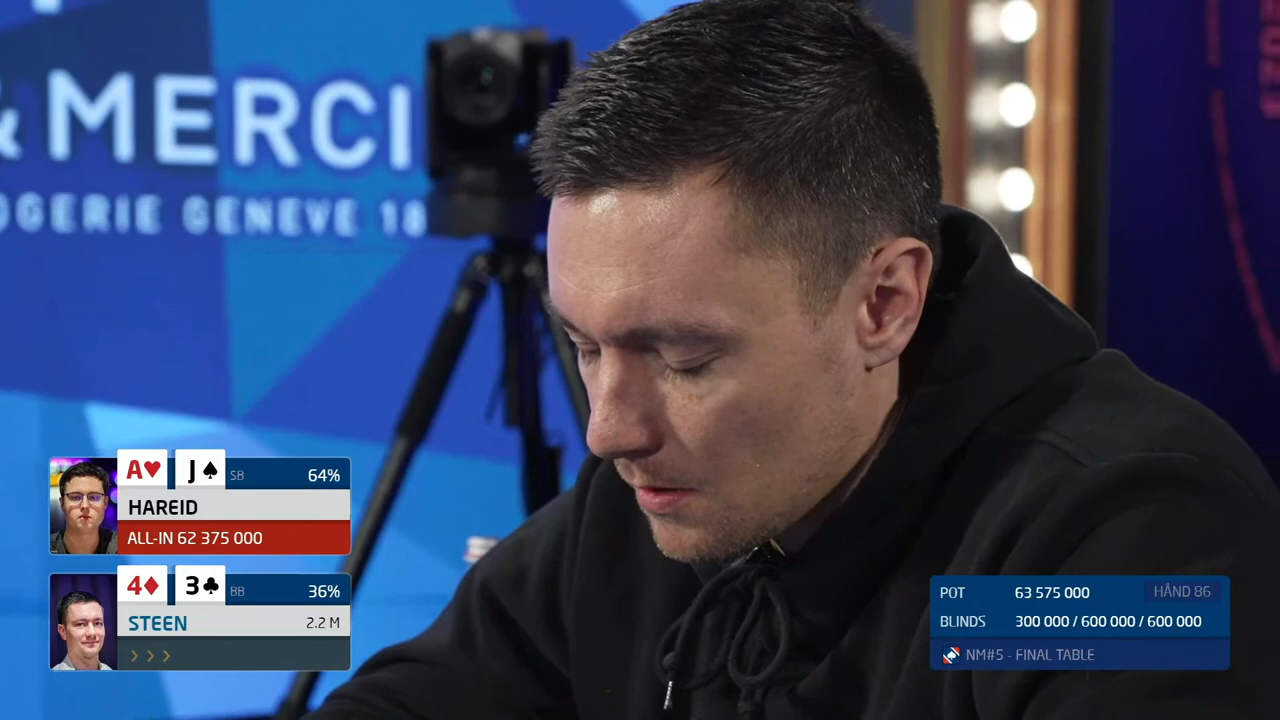 & MERCI
OGERIE GENEVE 18
A♥ J♠ SB 64%
HAREID
ALL-IN 62 375 000
4♦ 3♣ BB 36%
STEEN 2.2 M
POT 63 575 000 HÅND 86
BLINDS 300 000 / 600 000 / 600 000
NM#5 - FINAL TABLE